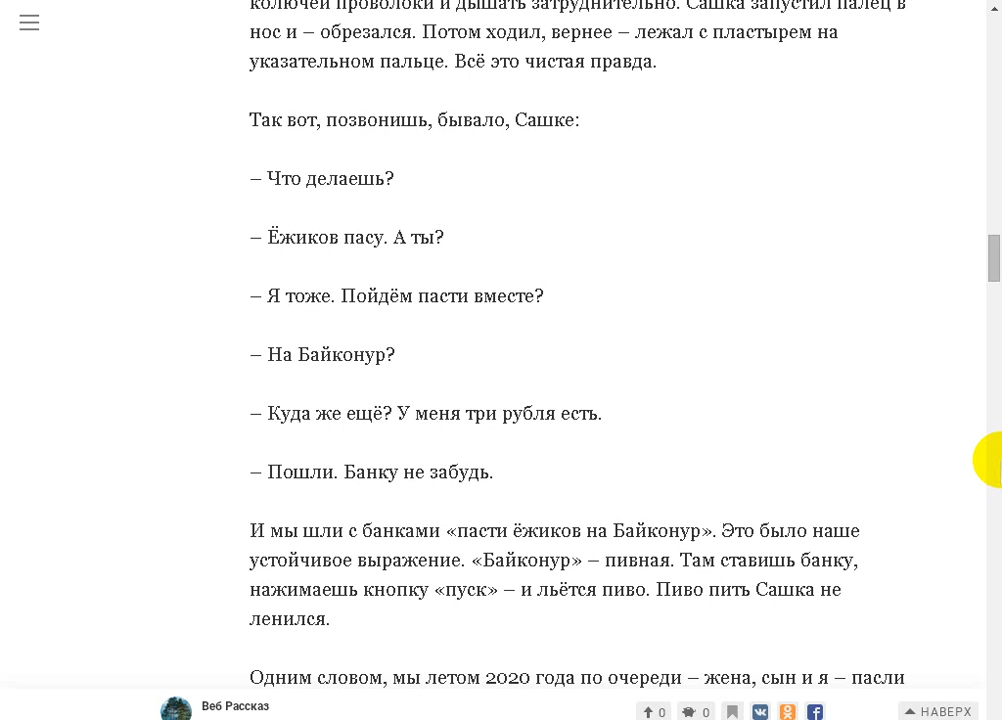 колючей проволоки и дышать затруднительно. Сашка запустил палец в
нос и – обрезался. Потом ходил, вернее – лежал с пластырем на
указательном пальце. Всё это чистая правда.
Так вот, позвонишь, бывало, Сашке:
– Что делаешь?
– Ёжиков пасу. А ты?
– Я тоже. Пойдём пасти вместе?
– На Байконур?
– Куда же ещё? У меня три рубля есть.
– Пошли. Банку не забудь.
И мы шли с банками «пасти ёжиков на Байконур». Это было наше
устойчивое выражение. «Байконур» – пивная. Там ставишь банку,
нажимаешь кнопку «пуск» – и льётся пиво. Пиво пить Сашка не
ленился.
Одним словом, мы летом 2020 года по очереди – жена, сын и я – пасли
Веб Рассказ
0
0
НАВЕРХ